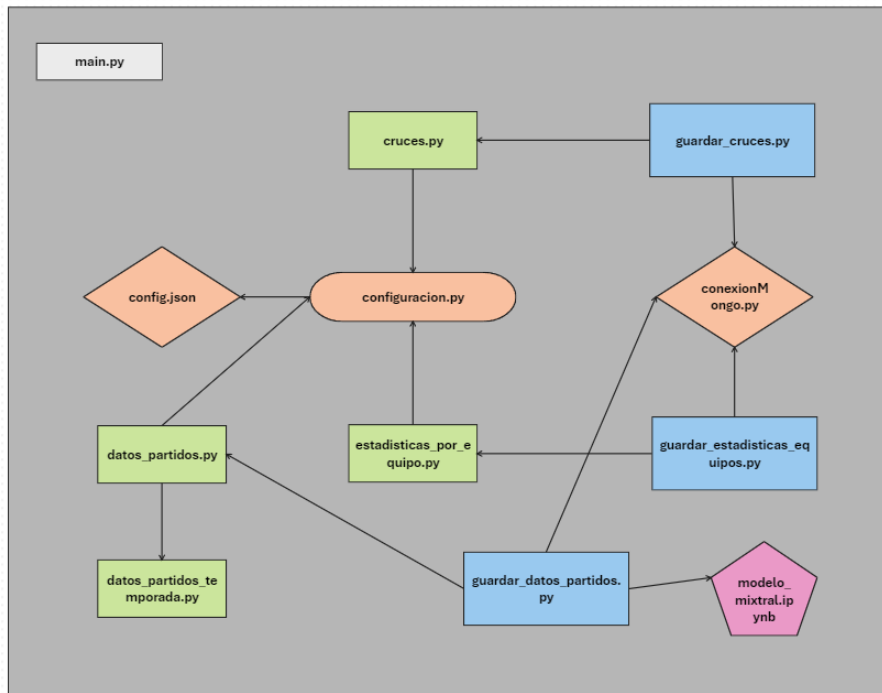 main.py
cruces.py
guardar_cruces.py
config.json
configuracion.py
conexionM
ongo.py
datos_partidos.py
estadisticas_por_e
quipo.py
guardar_estadisticas_eq
uipos.py
datos_partidos_te
mporada.py
guardar_datos_partidos.
py
modelo_
mixtral.ip
ynb